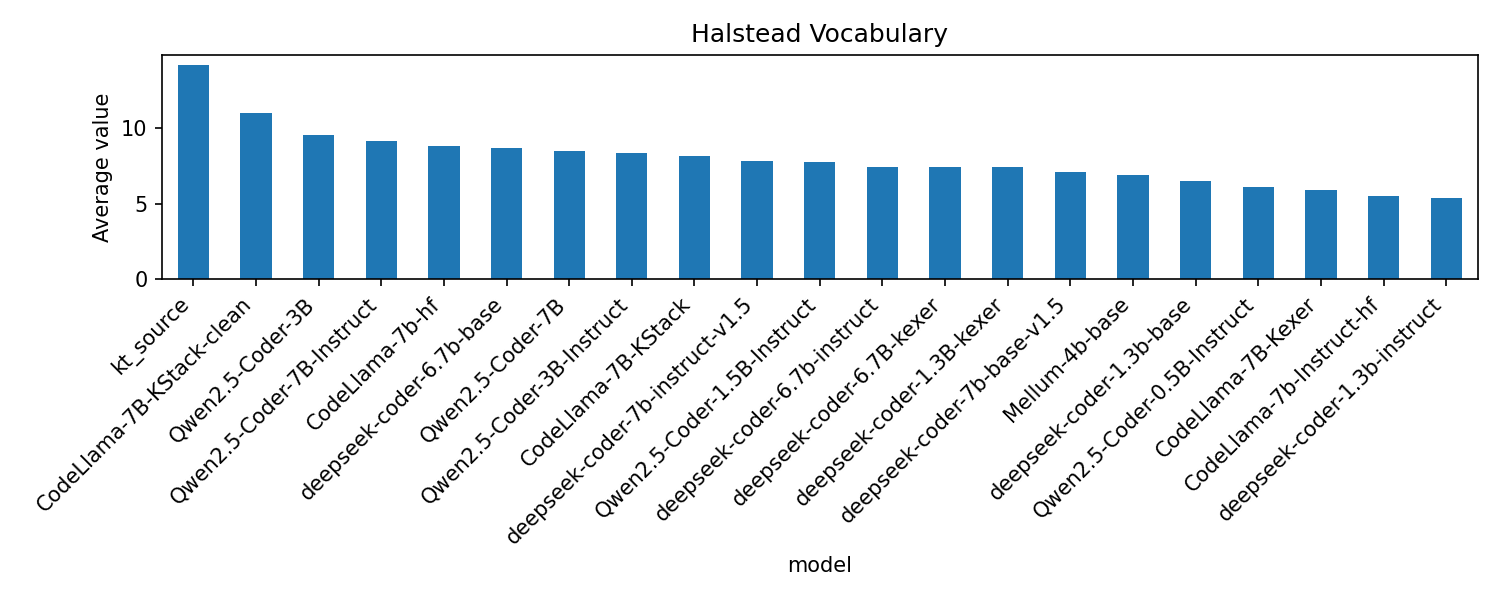 Halstead Vocabulary
Average value
10
5
0
kt_source
CodeLlama-7B-KStack-clean
Qwen2.5-Coder-3B
Qwen2.5-Coder-7B-Instruct
CodeLlama-7b-hf
deepseek-coder-6.7b-base
Qwen2.5-Coder-7B
Qwen2.5-Coder-3B-Instruct
CodeLlama-7B-KStack
deepseek-coder-7b-instruct-v1.5
Qwen2.5-Coder-1.5B-Instruct
deepseek-coder-6.7b-instruct
deepseek-coder-6.7B-kexer
deepseek-coder-1.3B-kexer
deepseek-coder-7b-base-v1.5
Mellum-4b-base
deepseek-coder-1.3b-base
Qwen2.5-Coder-0.5B-Instruct
CodeLlama-7B-Kexer
CodeLlama-7b-Instruct-hf
deepseek-coder-1.3b-instruct
model